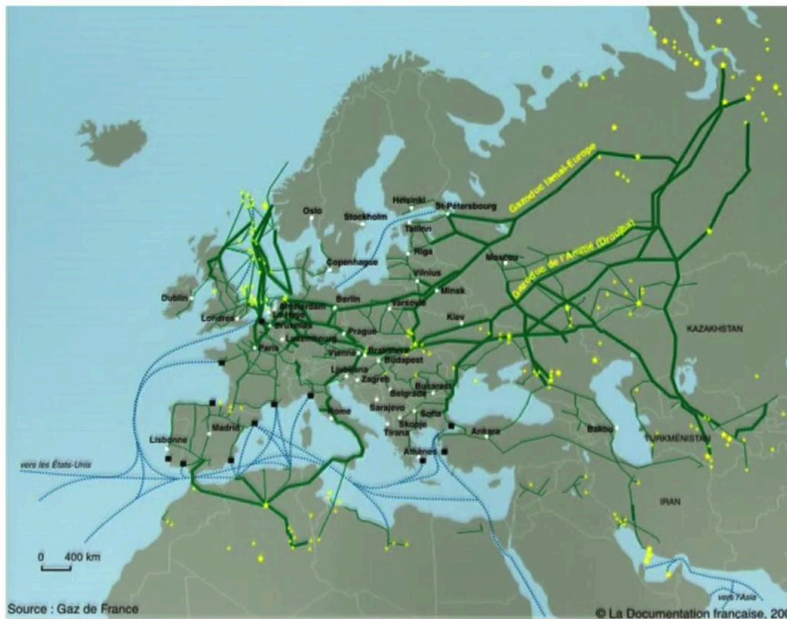 Gazoduc Iamal-Europe
Helsinki
St-Pétersbourg
Oslo
Stockholm
Tallinn
Riga
Gazoduc de l'Amitié (Droujba)
Moscou
Copenhague
Vilnius
Minsk
Dublin
Berlin
Varsovie
Londres
Kiev
KAZAKHSTAN
Bruxelles
Prague
Luxembourg
Paris
Vienne
Bratislava
Budapest
Ljubljana
Zagreb
Bucarest
Belgrade
Sarajevo
Sofia
Rome
Skopje
Tirana
Madrid
Ankara
Bakou
TURKMÉNISTAN
Lisbonne
Athènes
vers les États-Unis
IRAN
0 400 km
vers l'Asie
Source : Gaz de France
© La Documentation française, 200